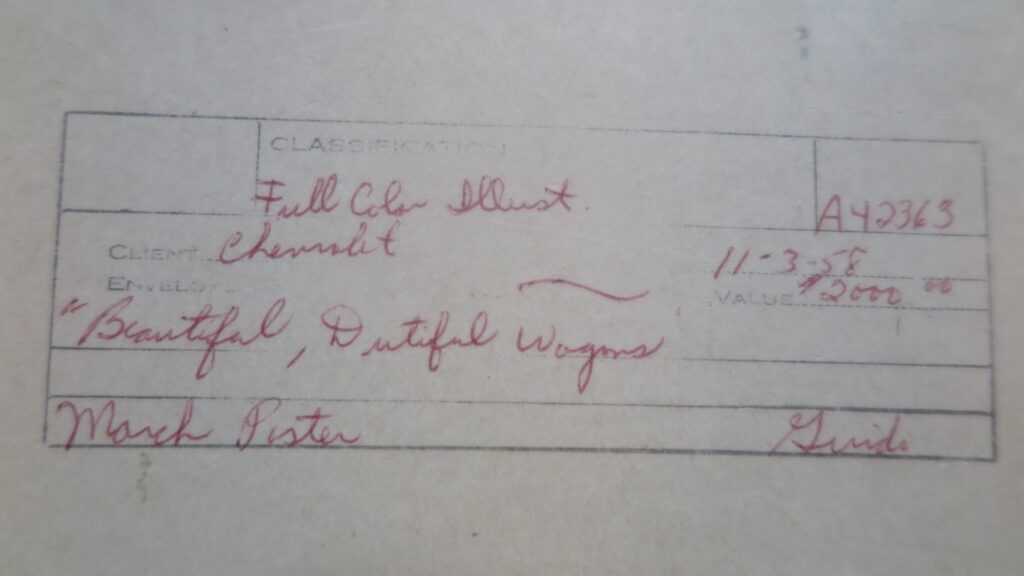 CLASSIFICATION
Full Color Illust.
A42363
CLIENT Chevrolet
11-3-58
ENVELOPE
VALUE $2000.00
"Beautiful, Dutiful Wagons"
March Poster
Guido